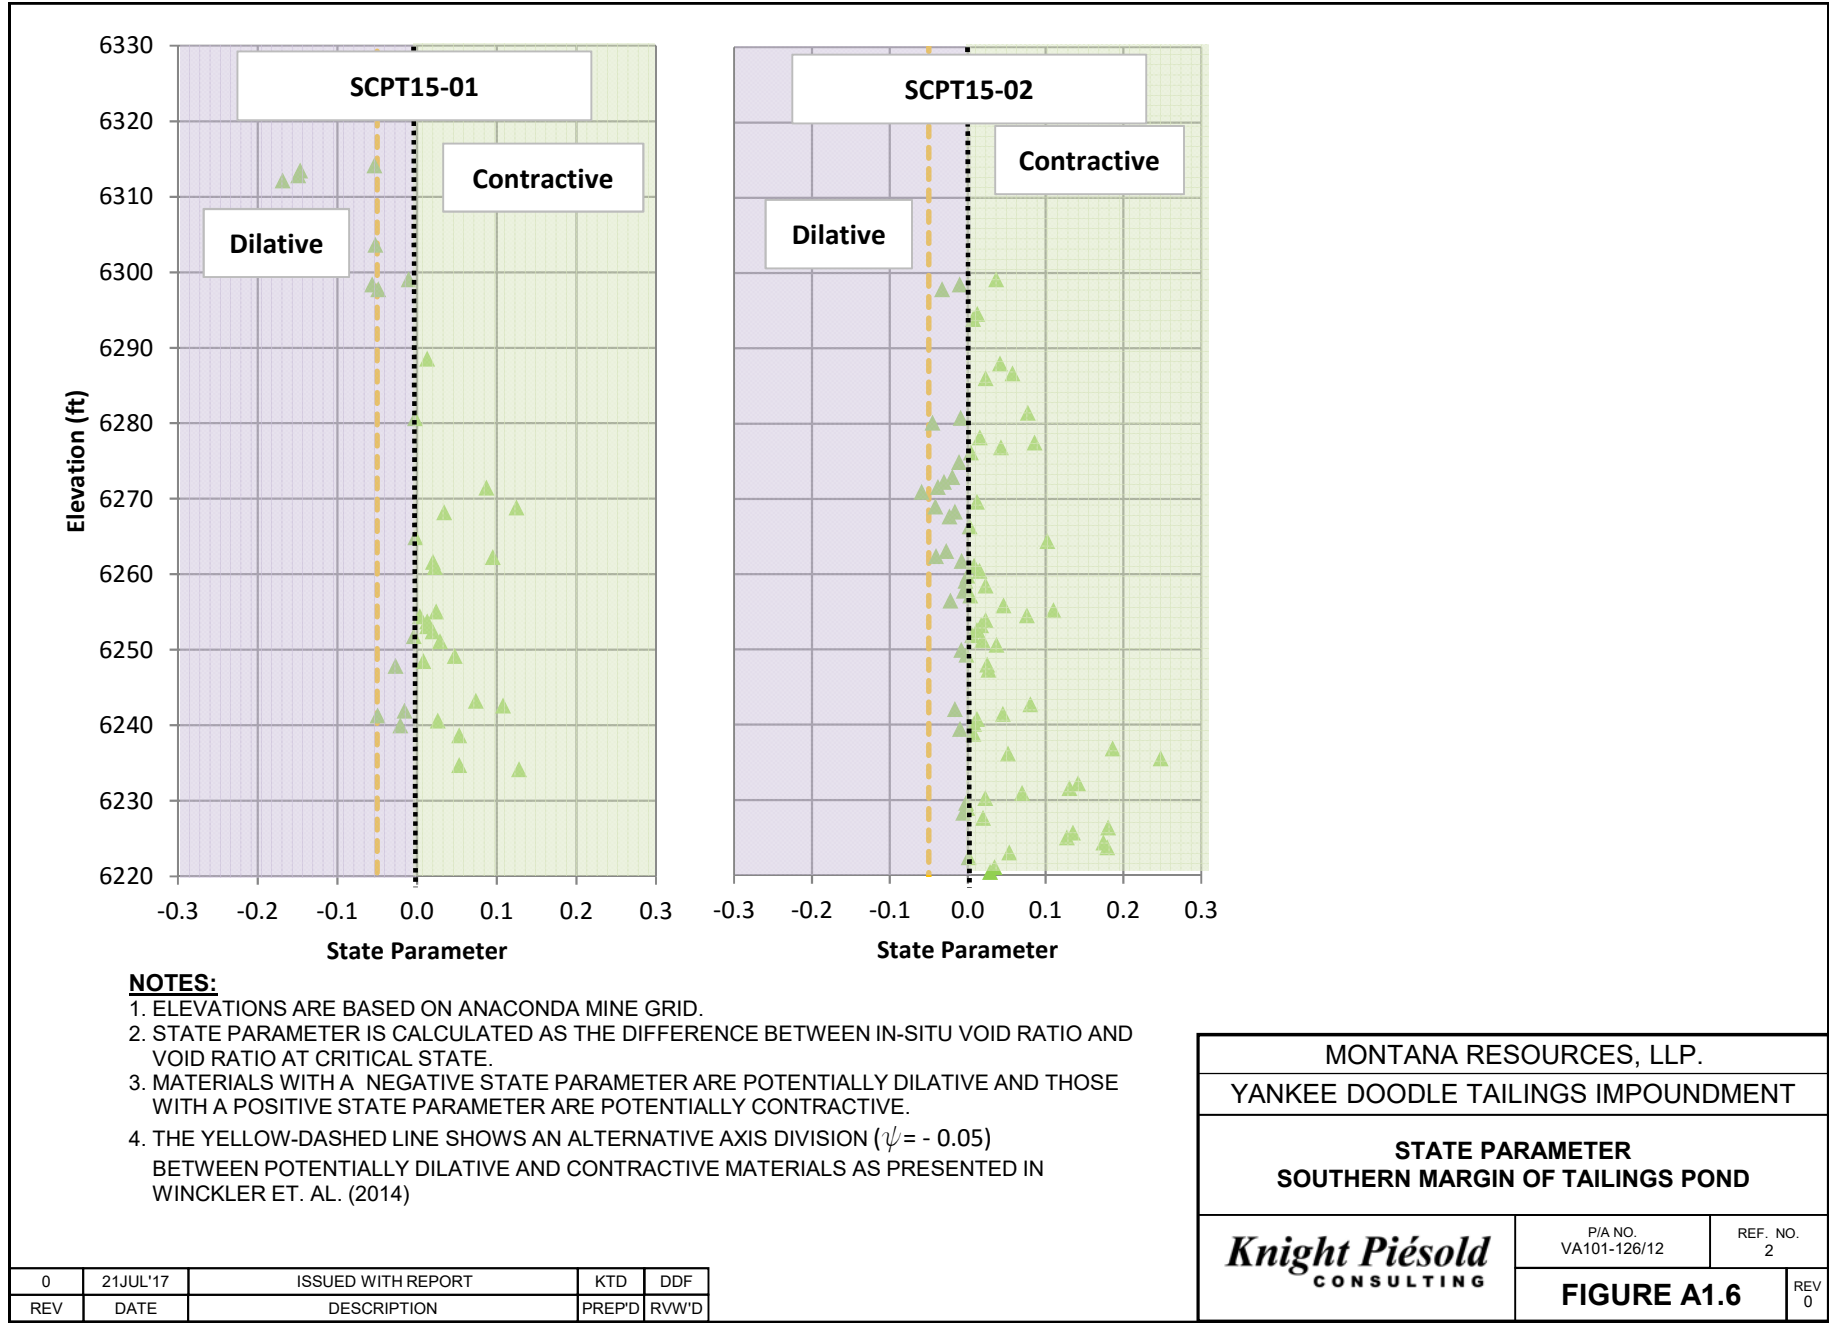 SCPT15-01
Contractive
Dilative
6330
6320
6310
6300
6290
6280
6270
6260
6250
6240
6230
6220
Elevation (ft)
-0.3 -0.2 -0.1 0.0 0.1 0.2 0.3
State Parameter
SCPT15-02
Contractive
Dilative
-0.3 -0.2 -0.1 0.0 0.1 0.2 0.3
State Parameter
NOTES:
1. ELEVATIONS ARE BASED ON ANACONDA MINE GRID.
2. STATE PARAMETER IS CALCULATED AS THE DIFFERENCE BETWEEN IN-SITU VOID RATIO AND
VOID RATIO AT CRITICAL STATE.
3. MATERIALS WITH A NEGATIVE STATE PARAMETER ARE POTENTIALLY DILATIVE AND THOSE
WITH A POSITIVE STATE PARAMETER ARE POTENTIALLY CONTRACTIVE.
4. THE YELLOW-DASHED LINE SHOWS AN ALTERNATIVE AXIS DIVISION (ψ= - 0.05)
BETWEEN POTENTIALLY DILATIVE AND CONTRACTIVE MATERIALS AS PRESENTED IN
WINCKLER ET. AL. (2014)
MONTANA RESOURCES, LLP.
YANKEE DOODLE TAILINGS IMPOUNDMENT
STATE PARAMETER
SOUTHERN MARGIN OF TAILINGS POND
Knight Piésold
CONSULTING
P/A NO.
VA101-126/12
REF. NO.
2
FIGURE A1.6
REV
0
0 21JUL'17 ISSUED WITH REPORT KTD DDF
REV DATE DESCRIPTION PREP'D RVW'D